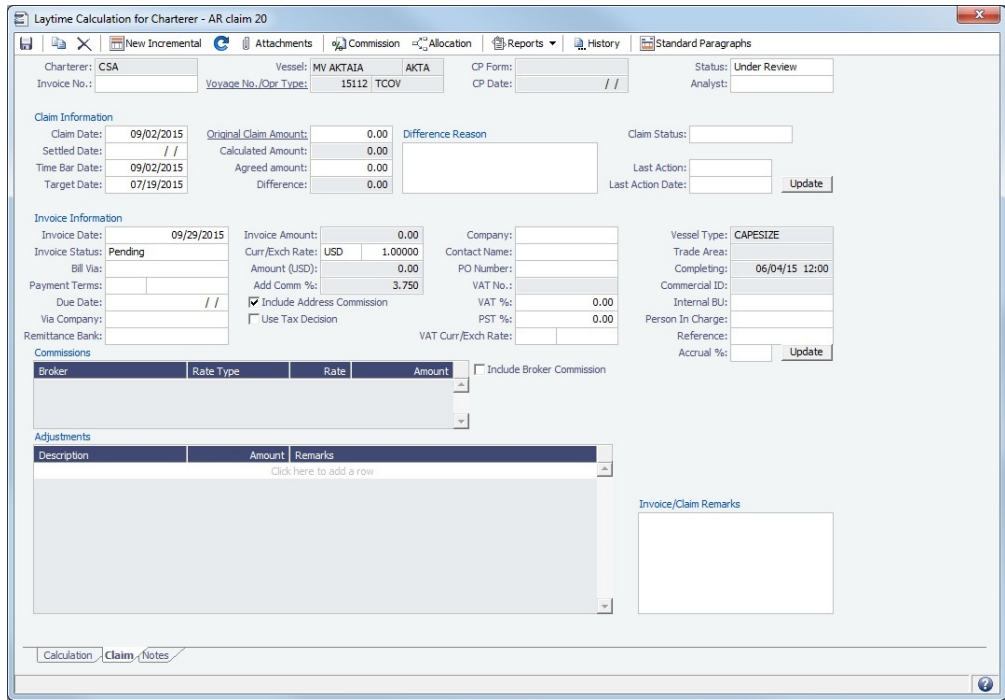 Laytime Calculation for Charterer - AR claim 20
New Incremental Attachments Commission Allocation Reports History Standard Paragraphs
Charterer: CSA Vessel: MV AKTAIA AKTA CP Form: Status: Under Review
Invoice No.: Voyage No./Opr Type: 15112 TCOV CP Date: / / Analyst:
Claim Information
Claim Date: 09/02/2015 Original Claim Amount: 0.00 Difference Reason Claim Status:
Settled Date: / / Calculated Amount: 0.00
Time Bar Date: 09/02/2015 Agreed amount: 0.00 Last Action:
Target Date: 07/19/2015 Difference: 0.00 Last Action Date: Update
Invoice Information
Invoice Date: 09/29/2015 Invoice Amount: 0.00 Company: Vessel Type: CAPESIZE
Invoice Status: Pending Curr/Exch Rate: USD 1.00000 Contact Name: Trade Area:
Bill Via: Amount (USD): 0.00 PO Number: Completing: 06/04/15 12:00
Payment Terms: Add Comm %: 3.750 VAT No.: Commercial ID:
Due Date: / / Include Address Commission VAT %: 0.00 Internal BU:
Via Company: Use Tax Decision PST %: 0.00 Person In Charge:
Remittance Bank: VAT Curr/Exch Rate: Reference:
Commissions Accrual %: Update
Broker Rate Type Rate Amount Include Broker Commission
Adjustments
Description Amount Remarks
Click here to add a row
Invoice/Claim Remarks
Calculation Claim Notes